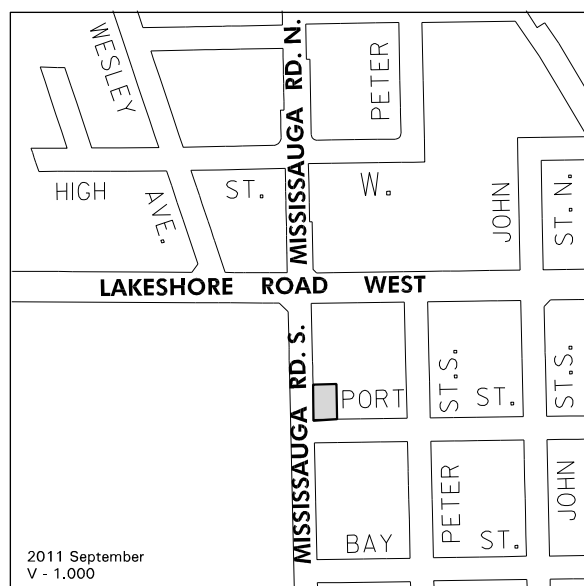 WESLEY
AVE.
MISSISSAUGA RD. N.
PETER
HIGH ST. W.
JOHN
ST. N.
LAKESHORE ROAD WEST
MISSISSAUGA RD. S.
PORT ST.
ST.S.
ST.S.
PETER
JOHN
BAY ST.
2011 September
V - 1.000